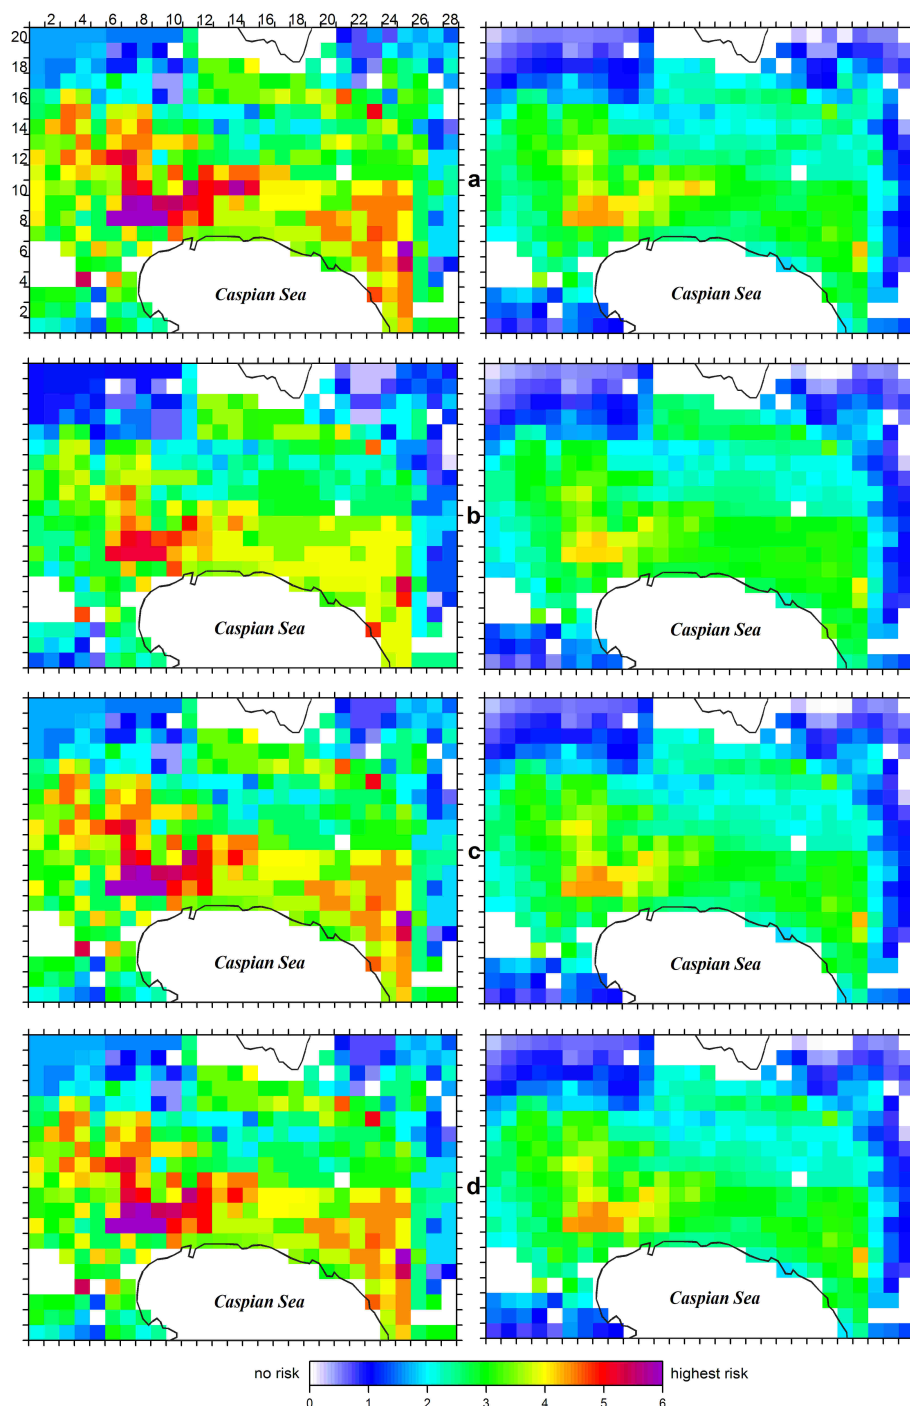 2 4 6 8 10 12 14 16 18 20 22 24 26 28
20
18
16
14
12
10
8
6
4
2
Caspian Sea
a
Caspian Sea
Caspian Sea
b
Caspian Sea
Caspian Sea
c
Caspian Sea
Caspian Sea
d
Caspian Sea
no risk
highest risk
0 1 2 3 4 5 6